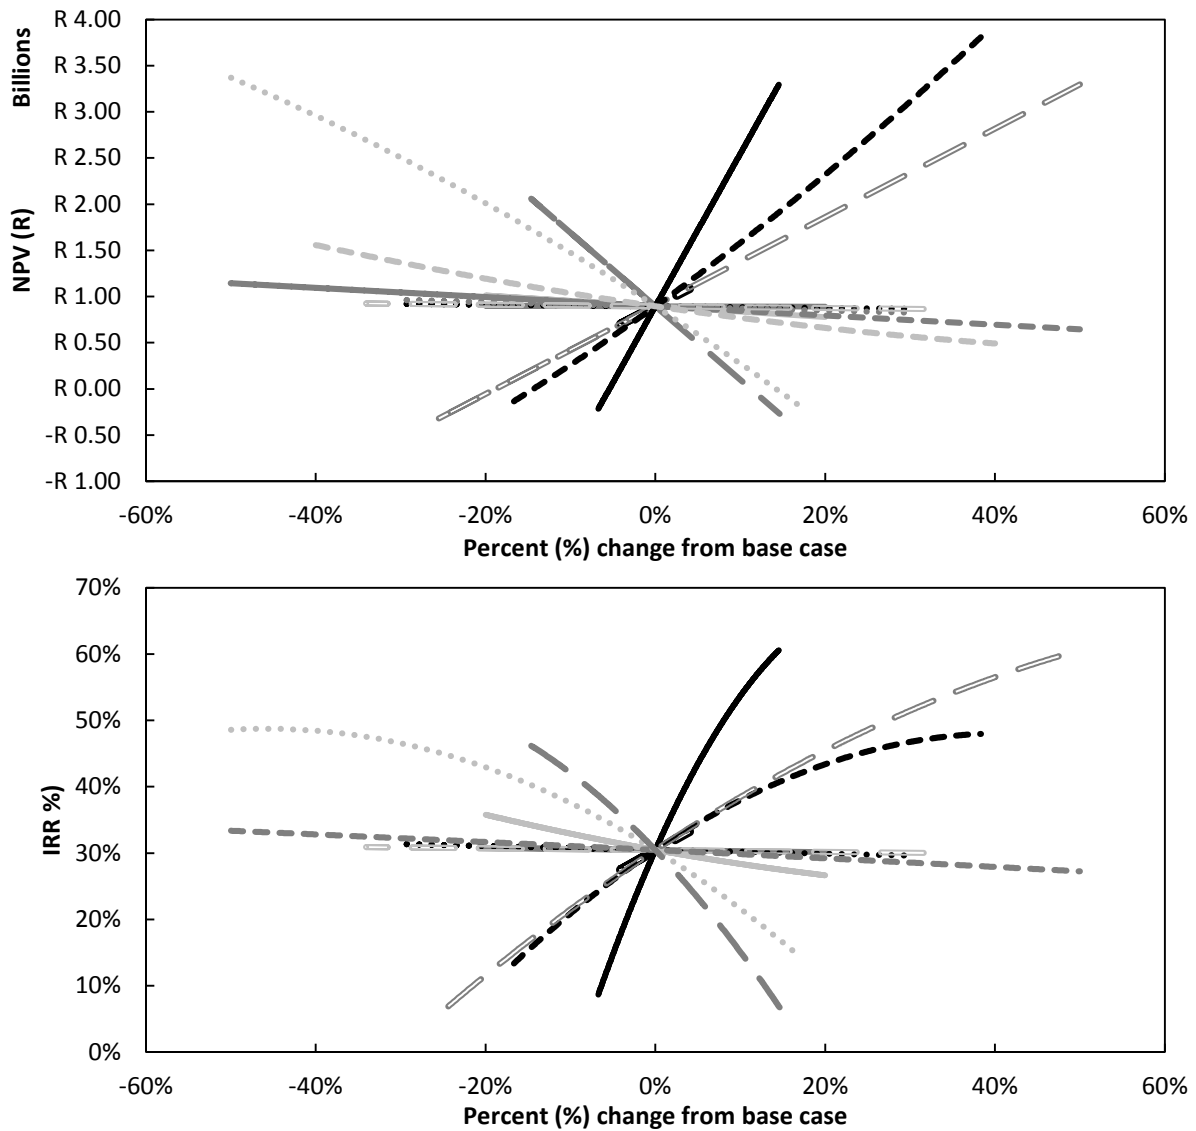 Billions
NPV (R)
R 4.00
R 3.50
R 3.00
R 2.50
R 2.00
R 1.50
R 1.00
R 0.50
R 0.00
-R 0.50
-R 1.00
-60% -40% -20% 0% 20% 40% 60%
Percent (%) change from base case
IRR %)
70%
60%
50%
40%
30%
20%
10%
0%
-60% -40% -20% 0% 20% 40% 60%
Percent (%) change from base case